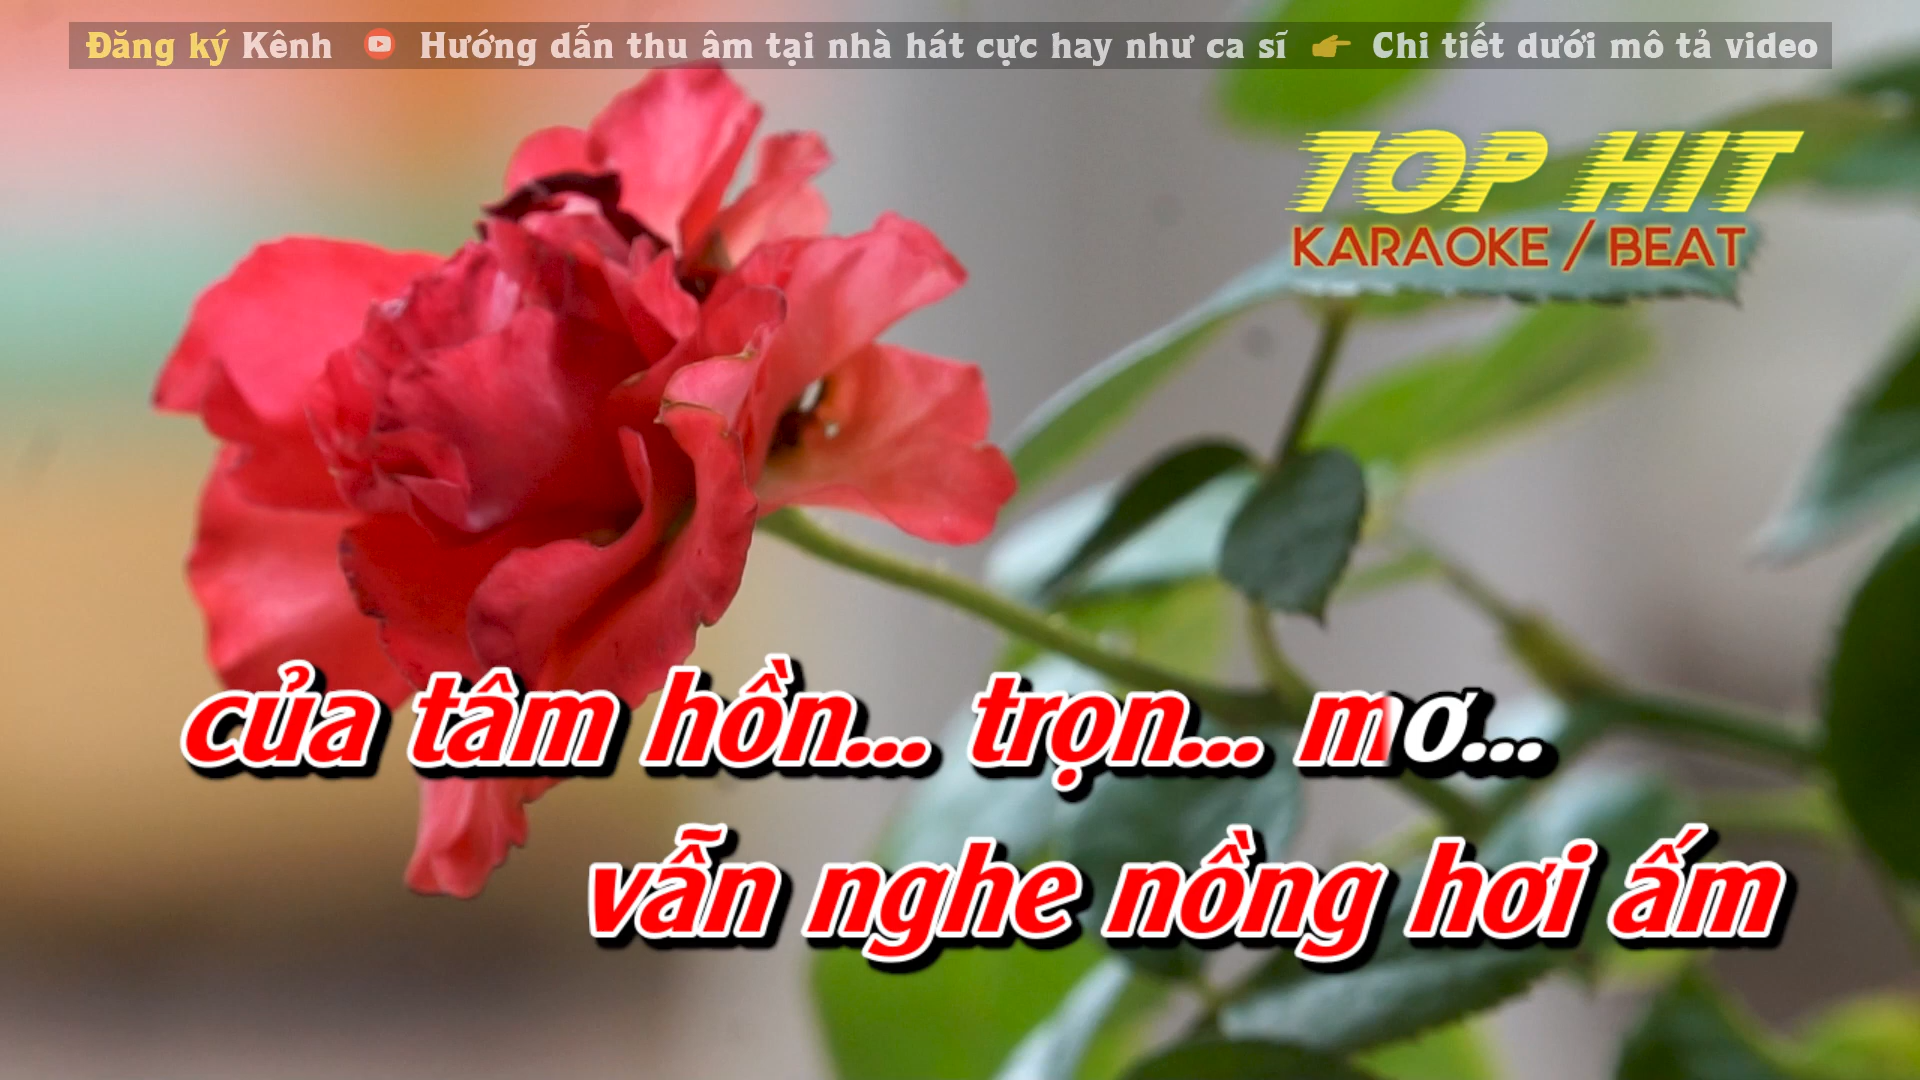 Đăng ký Kênh Hướng dẫn thu âm tại nhà hát cực hay như ca sĩ Chi tiết dưới mô tả video
TOP HIT
KARAOKE / BEAT
của tâm hồn... trọn... mơ...
vẫn nghe nồng hơi ấm